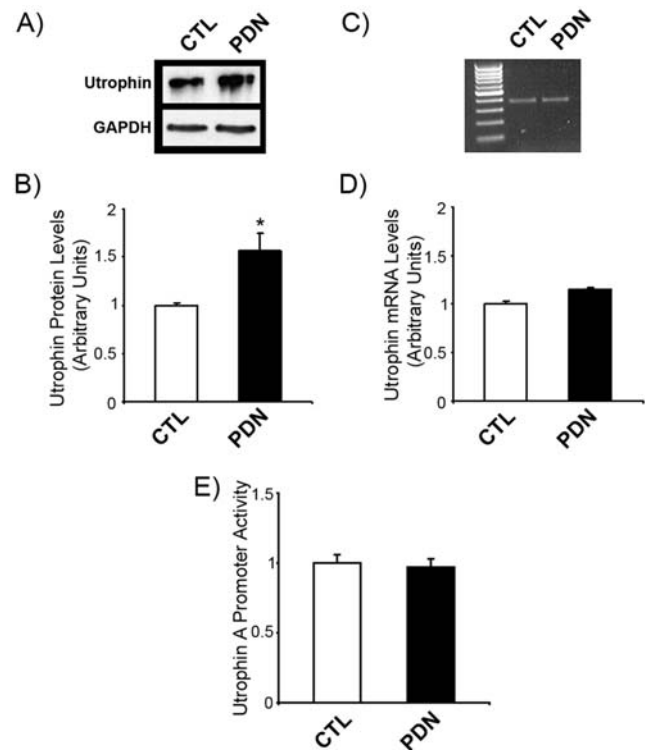 A)
CTL PDN
Utrophin
GAPDH
C)
CTL PDN
B)
Utrophin Protein Levels
(Arbitrary Units)
2
*
1.5
1
0.5
0
CTL PDN
D)
Utrophin mRNA Levels
(Arbitrary Units)
2
1.5
1
0.5
0
CTL PDN
E)
Utrophin A Promoter Activity
1.5
1
0.5
0
CTL PDN